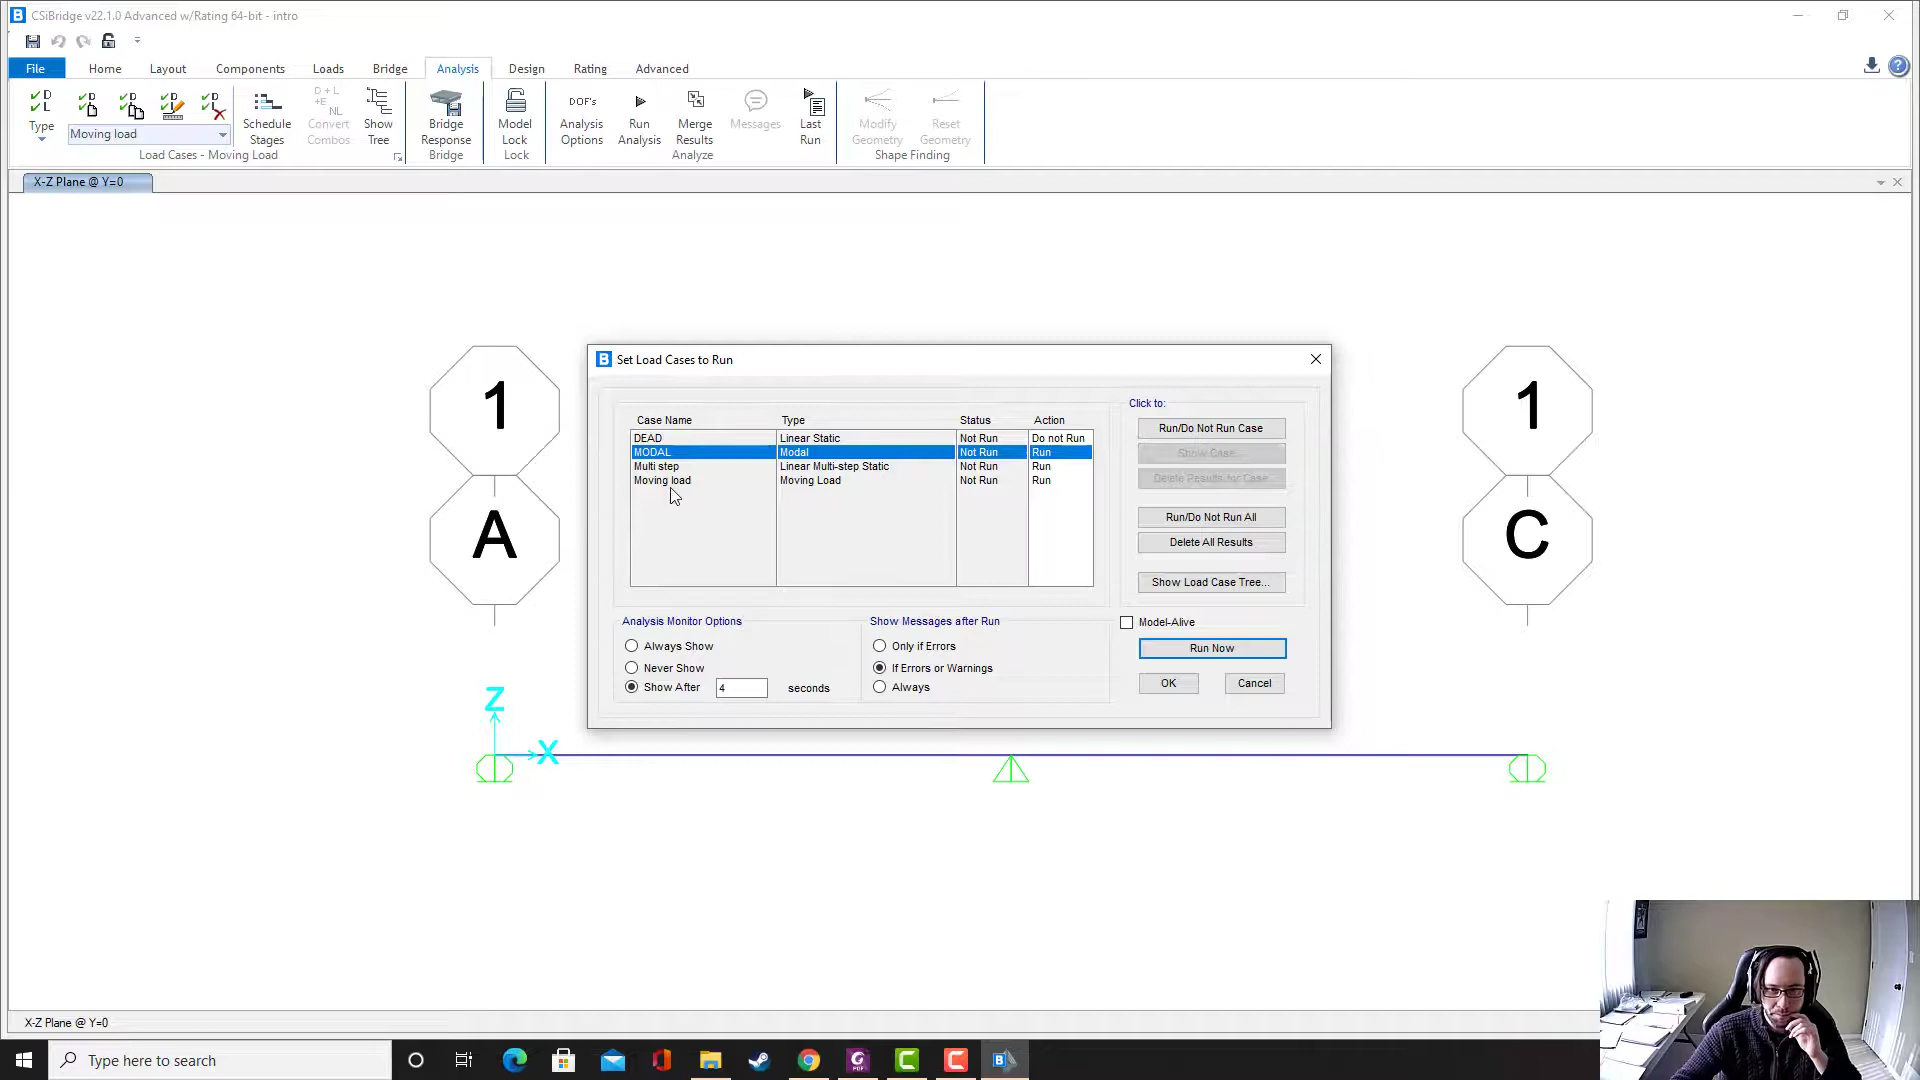 CSiBridge v22.1.0 Advanced w/Rating 64-bit - intro
File Home Layout Components Loads Bridge Analysis Design Rating Advanced
Type
Moving load
Schedule Stages
D + L +E NL
Convert Combos
Show Tree
Load Cases - Moving Load
Bridge Response
Bridge
Model Lock
Lock
DOF's
Analysis Options
Run Analysis
Merge Results
Messages
Last Run
Analyze
Modify Geometry
Reset Geometry
Shape Finding
X-Z Plane @ Y=0
1
A
1
C
Z
X
Set Load Cases to Run
Case Name Type Status Action
DEAD Linear Static Not Run Do not Run
MODAL Modal Not Run Run
Multi step Linear Multi-step Static Not Run Run
Moving load Moving Load Not Run Run
Click to:
Run/Do Not Run Case
Show Case...
Delete Results for Case
Run/Do Not Run All
Delete All Results
Show Load Case Tree...
Analysis Monitor Options
Always Show
Never Show
Show After 4 seconds
Show Messages after Run
Only if Errors
If Errors or Warnings
Always
Model-Alive
Run Now
OK Cancel
X-Z Plane @ Y=0
Type here to search